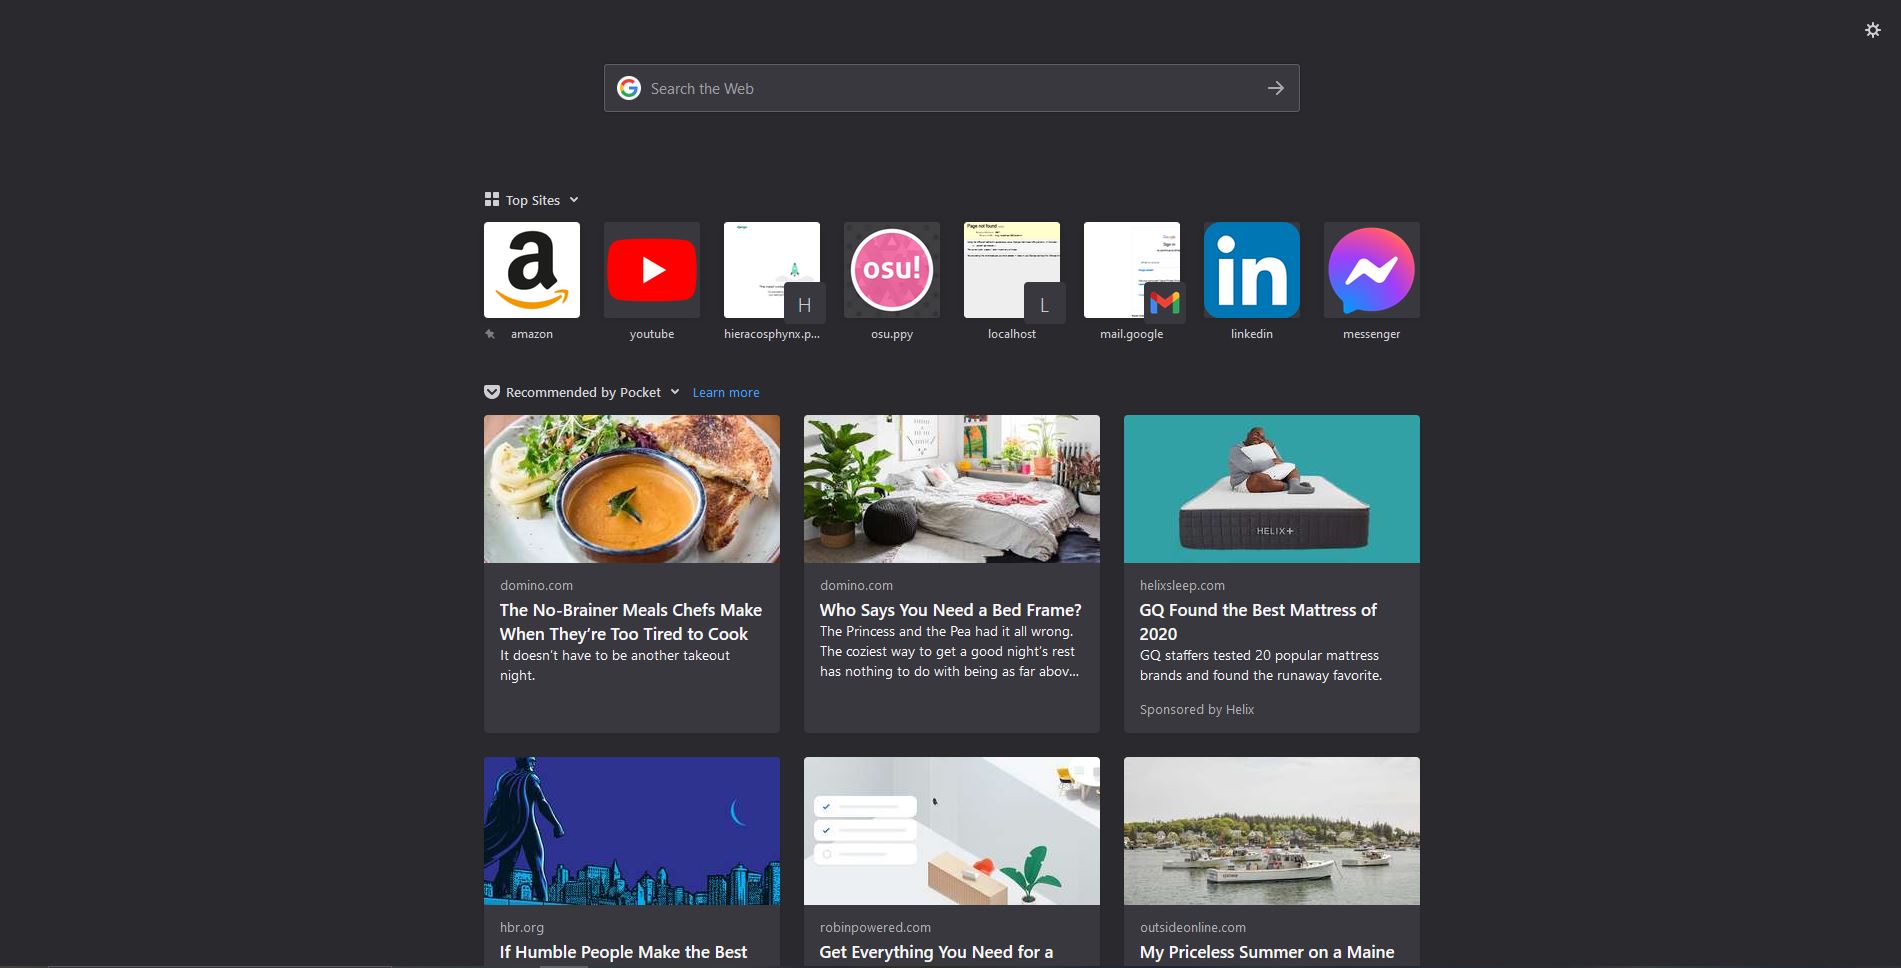 Search the Web
Top Sites
a
osu!
Page not found
Sign in
H
L
in
amazon
youtube
hieracosphynx.p...
osu.ppy
localhost
mail.google
linkedin
messenger
Recommended by Pocket
Learn more
HELIX+
domino.com
The No-Brainer Meals Chefs Make
When They’re Too Tired to Cook
It doesn’t have to be another takeout
night.
domino.com
Who Says You Need a Bed Frame?
The Princess and the Pea had it all wrong.
The coziest way to get a good night’s rest
has nothing to do with being as far abov...
helixsleep.com
GQ Found the Best Mattress of
2020
GQ staffers tested 20 popular mattress
brands and found the runaway favorite.
Sponsored by Helix
hbr.org
If Humble People Make the Best
robinpowered.com
Get Everything You Need for a
outsideonline.com
My Priceless Summer on a Maine